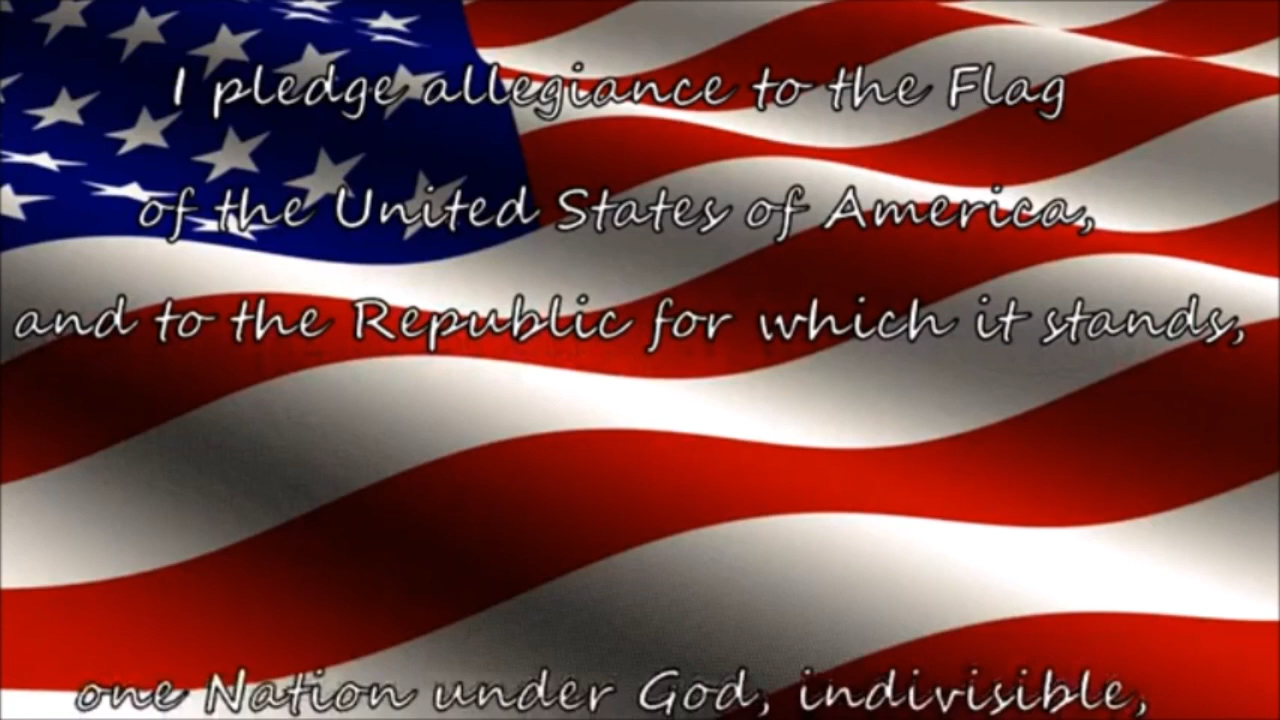 I pledge allegiance to the Flag
of the United States of America,
and to the Republic for which it stands,
one Nation under God, indivisible,